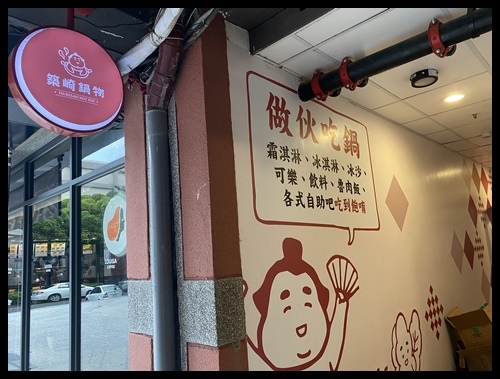 築崎鍋物
做伙吃鍋
霜淇淋、冰淇淋、冰沙、
可樂、飲料、魯肉飯、
各式自助吧吃到飽唷